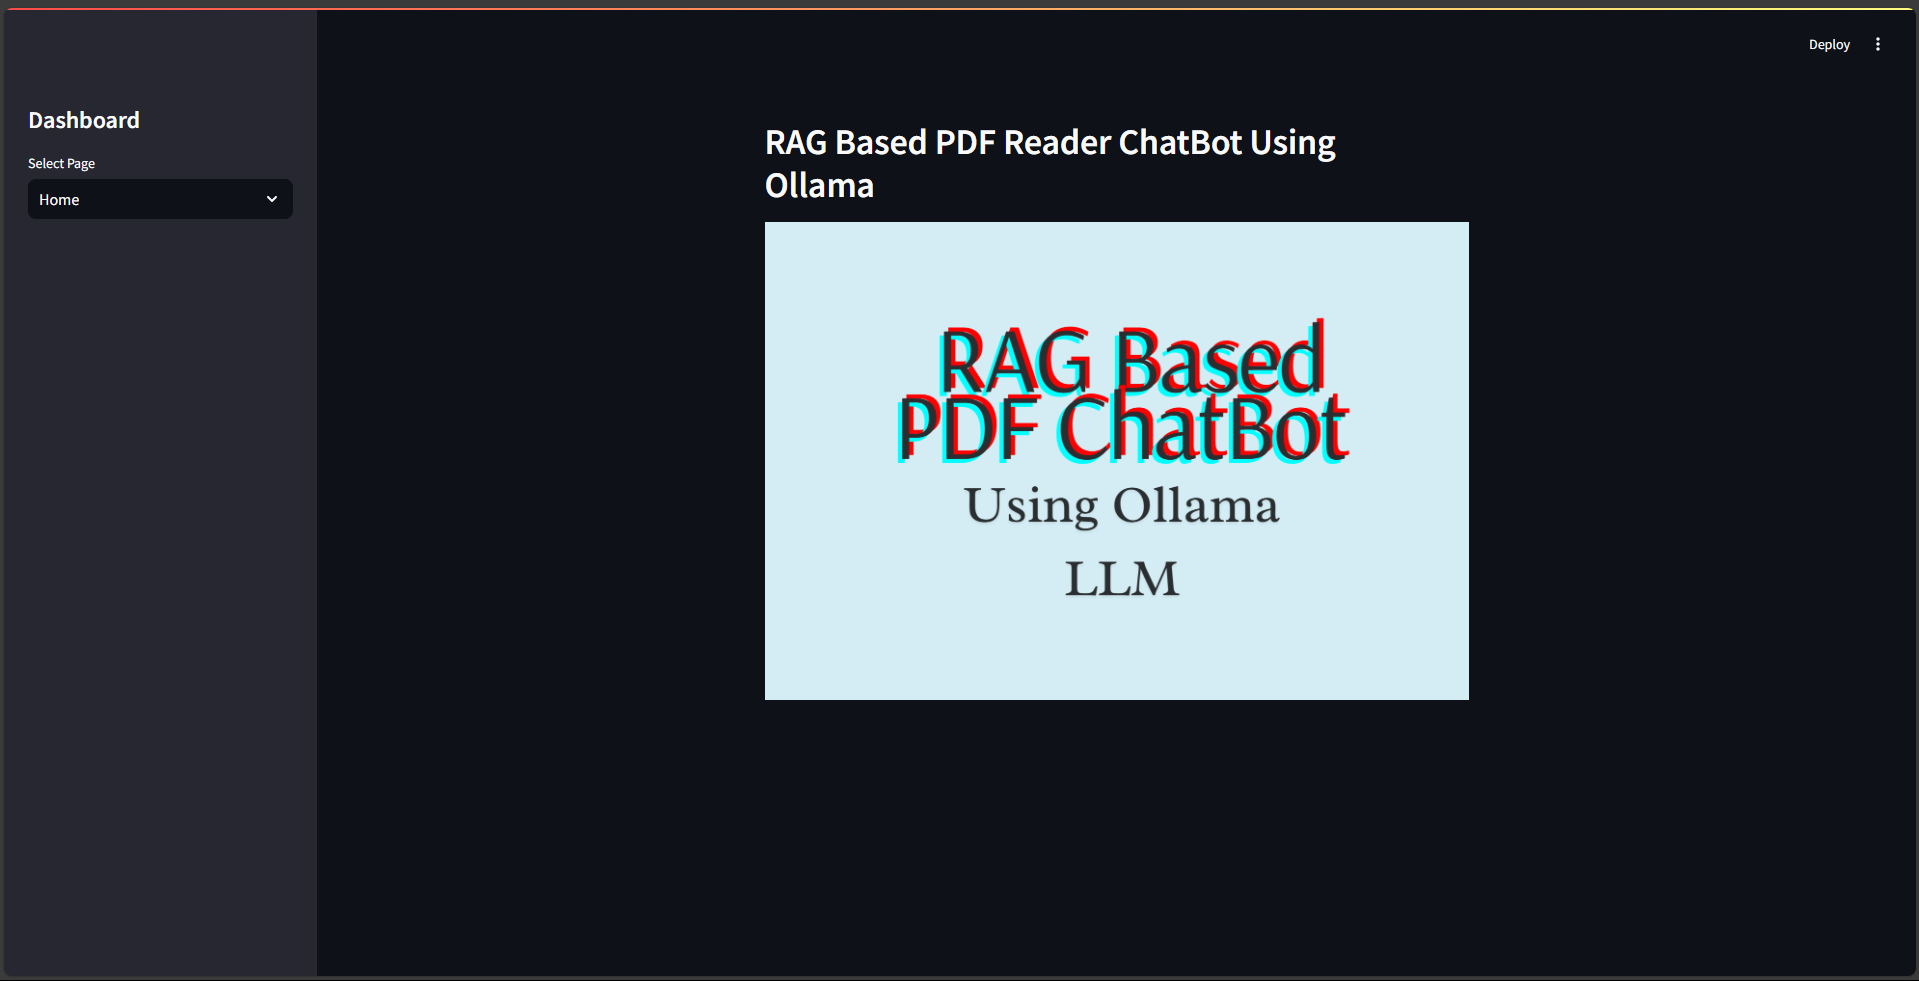 Deploy
Dashboard
Select Page
Home
RAG Based PDF Reader ChatBot Using
Ollama
RAG Based
PDF ChatBot
Using Ollama
LLM